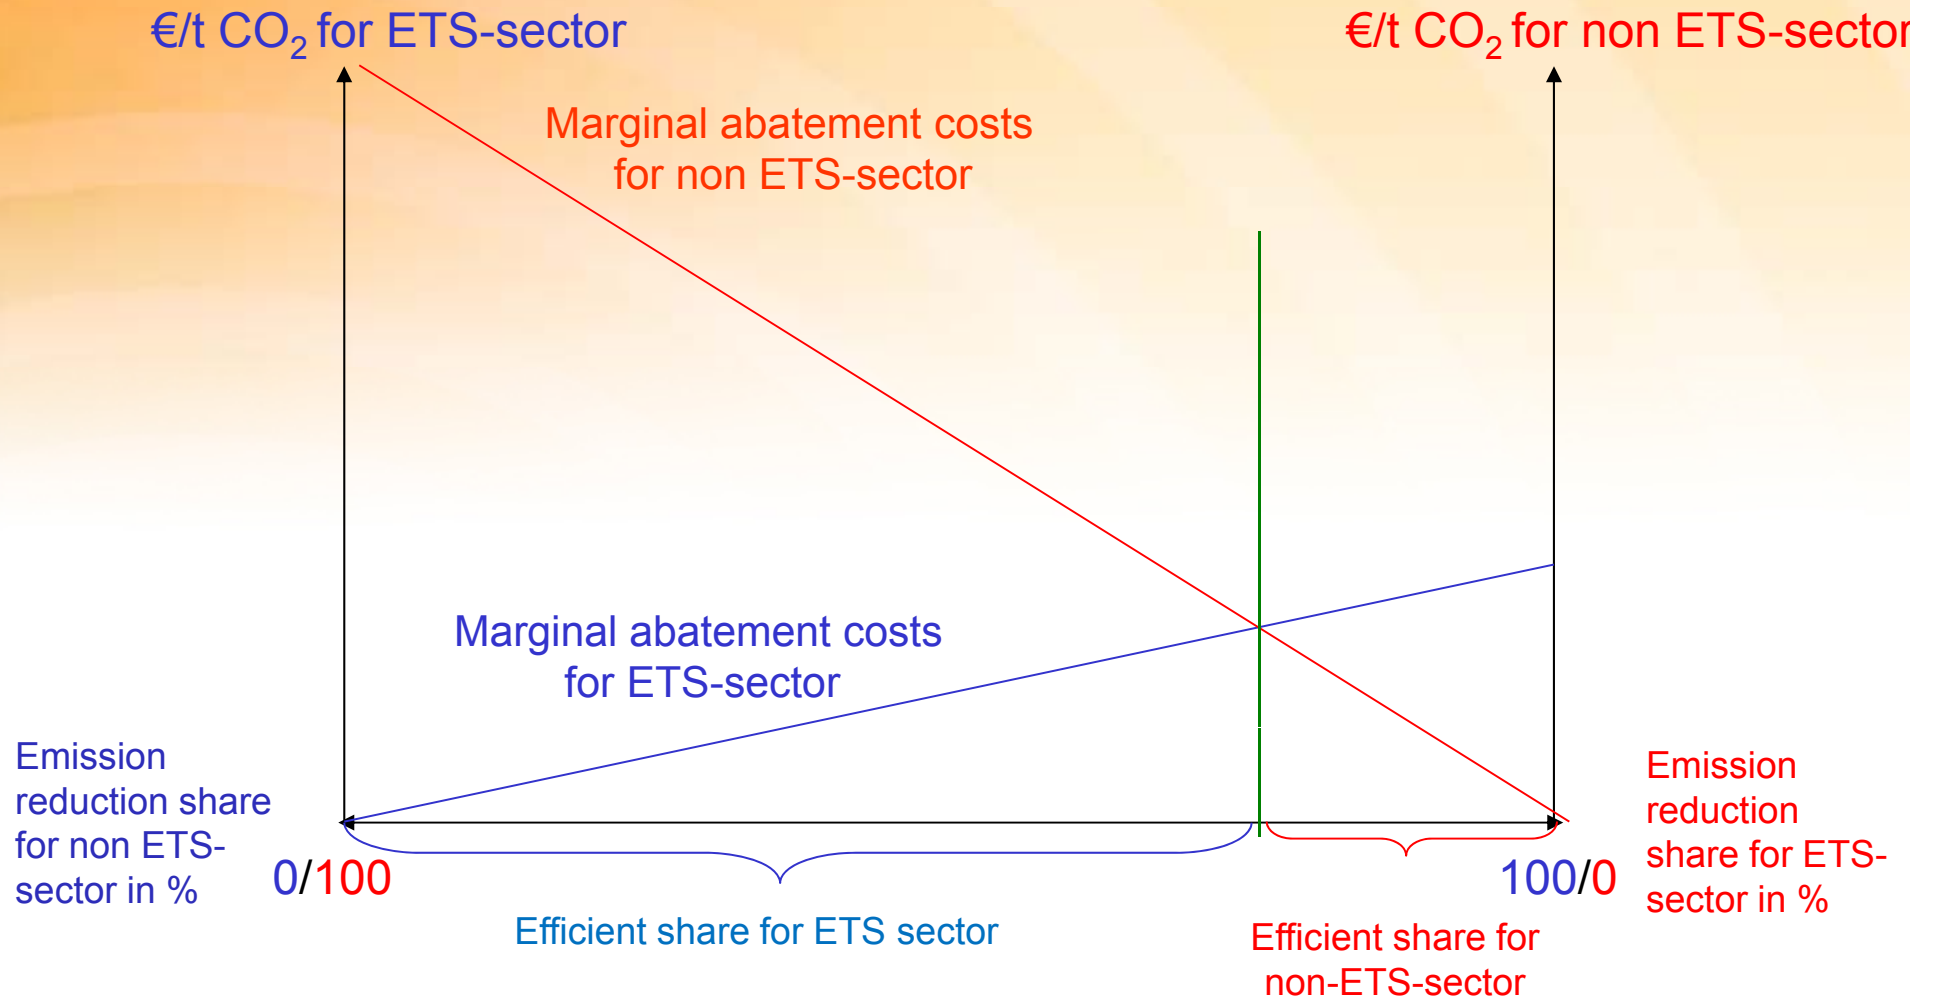 €/t CO₂ for ETS-sector
€/t CO₂ for non ETS-sector
Marginal abatement costs
for non ETS-sector
Marginal abatement costs
for ETS-sector
Emission
reduction share
for non ETS-
sector in %
Emission
reduction
share for ETS-
sector in %
0/100
100/0
Efficient share for ETS sector
Efficient share for
non-ETS-sector